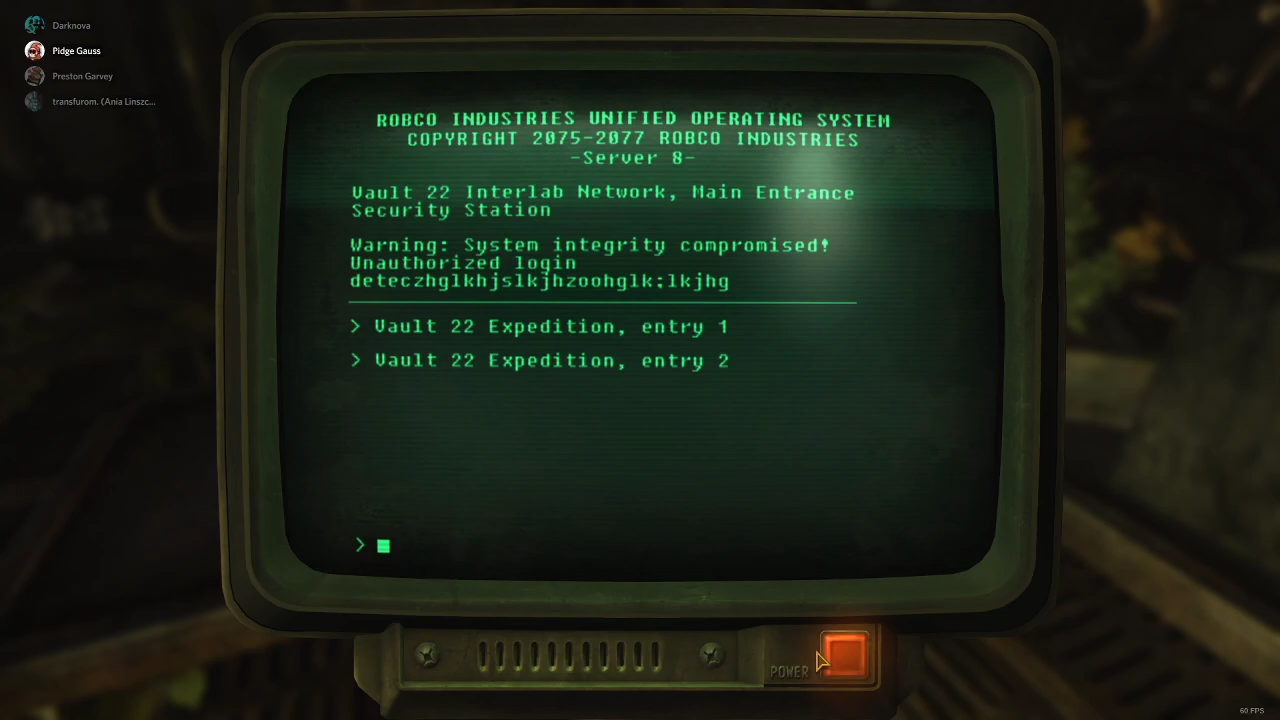 Darknova
Pidge Gauss
Preston Garvey
transfurom. (Ania Linszc...
ROBCO INDUSTRIES UNIFIED OPERATING SYSTEM
COPYRIGHT 2075-2077 ROBCO INDUSTRIES
-Server 8-
Vault 22 Interlab Network, Main Entrance
Security Station
Warning: System integrity compromised!
Unauthorized login
deteczhglkhjslkjhzoohglk;lkjhg
> Vault 22 Expedition, entry 1
> Vault 22 Expedition, entry 2
>
POWER
60 FPS